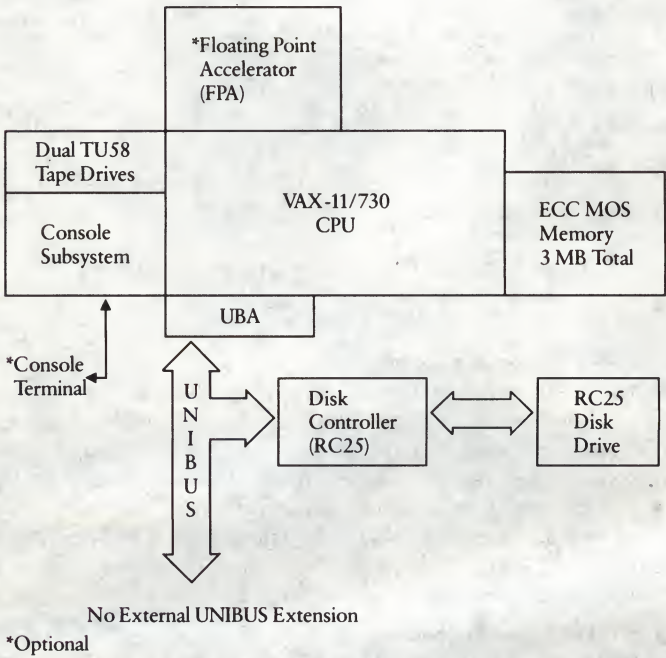 *Floating Point
Accelerator
(FPA)
Dual TU58
Tape Drives
VAX-11/730
CPU
ECC MOS
Memory
3 MB Total
Console
Subsystem
UBA
*Console
Terminal
UNIBUS
Disk
Controller
(RC25)
RC25
Disk
Drive
No External UNIBUS Extension
*Optional